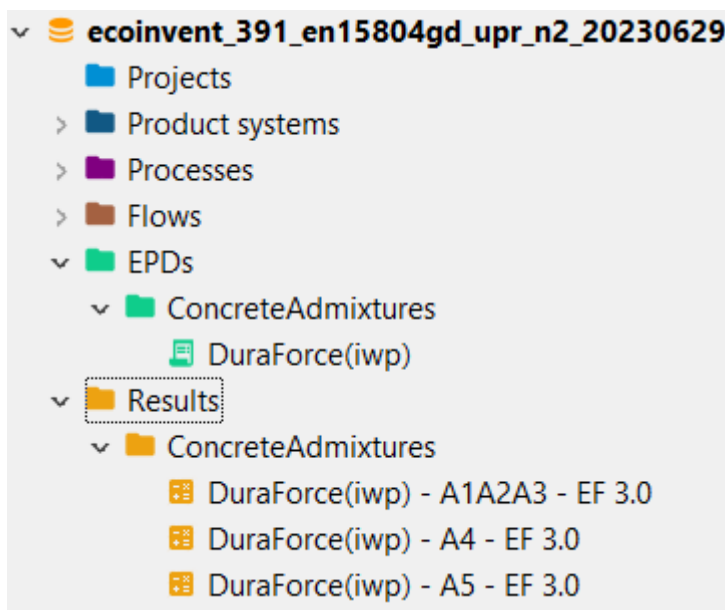 ecoinvent_391_en15804gd_upr_n2_20230629
Projects
Product systems
Processes
Flows
EPDs
ConcreteAdmixtures
DuraForce(iwp)
Results
ConcreteAdmixtures
DuraForce(iwp) - A1A2A3 - EF 3.0
DuraForce(iwp) - A4 - EF 3.0
DuraForce(iwp) - A5 - EF 3.0